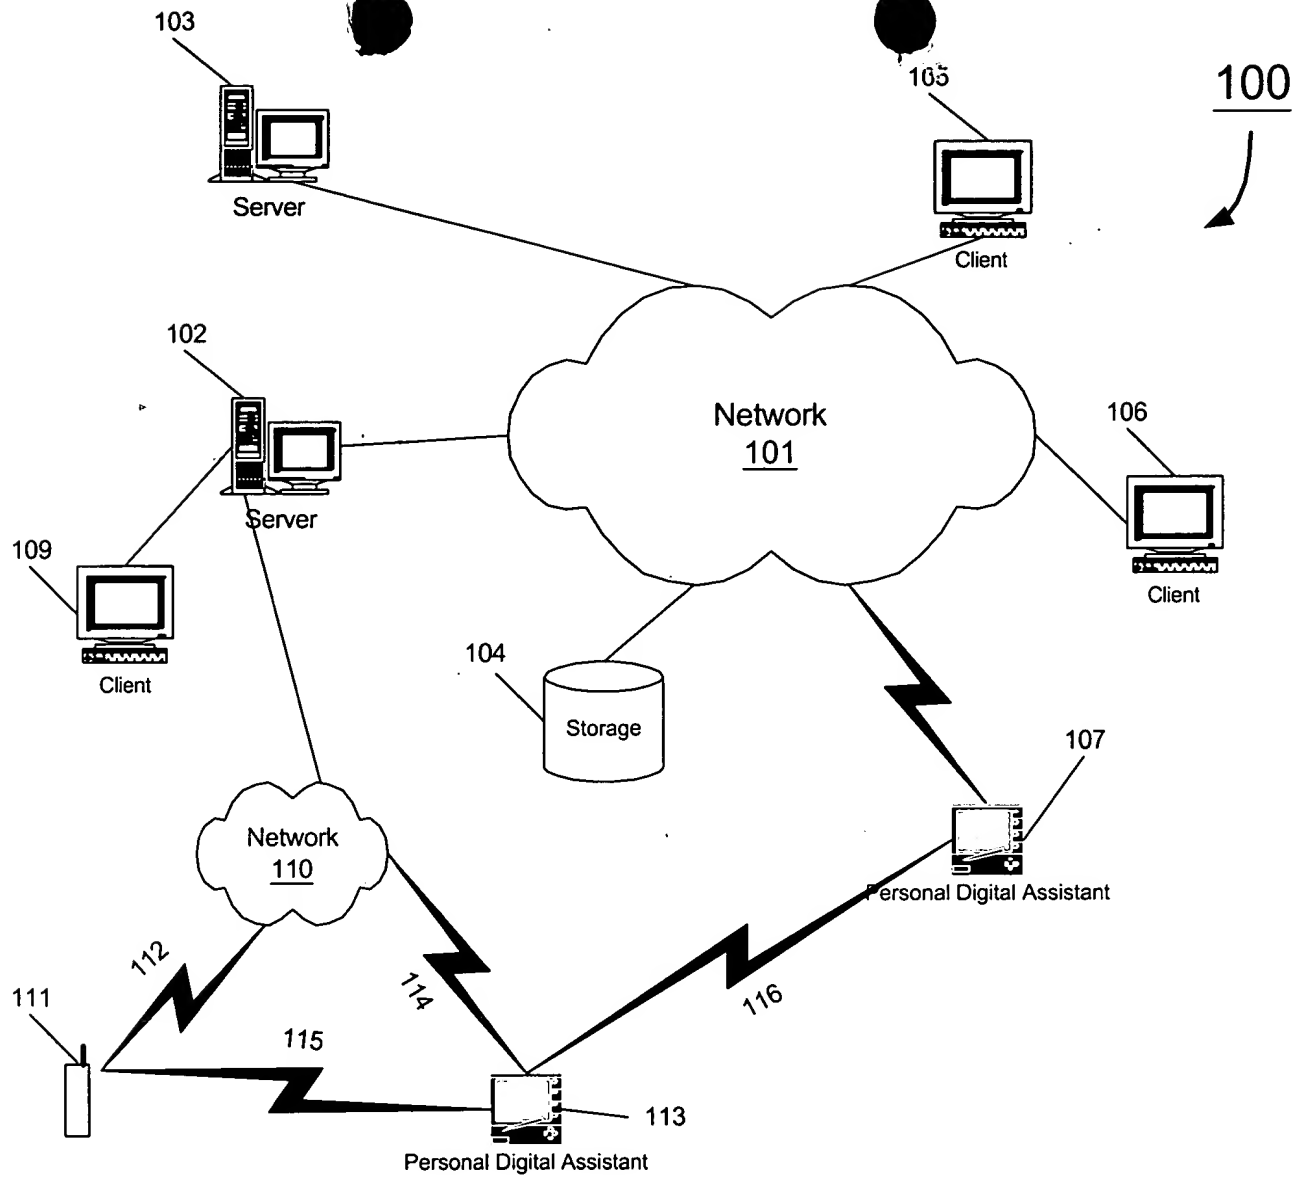 103
105
100
Server
Client
102
Network
101
106
Server
109
Client
Client
104
Storage
107
Network
110
Personal Digital Assistant
112
114
116
111
115
113
Personal Digital Assistant